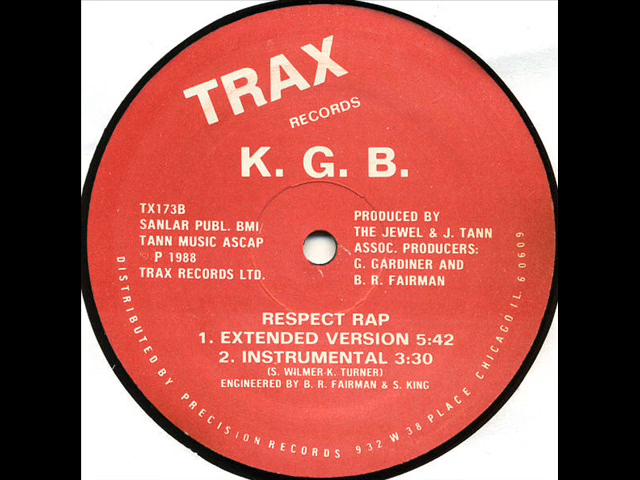 TRAX
RECORDS
K. G. B.
TX173B
SANLAR PUBL. BMI
TANN MUSIC ASCAP
P 1988
TRAX RECORDS LTD.
PRODUCED BY
THE JEWEL & J. TANN
ASSOC. PRODUCERS:
G. GARDINER AND
B. R. FAIRMAN
RESPECT RAP
1. EXTENDED VERSION 5:42
2. INSTRUMENTAL 3:30
(S. WILMER-K. TURNER)
ENGINEERED BY B. R. FAIRMAN & S. KING
DISTRIBUTED BY PRECISION RECORDS 932 W 38 PLACE CHICAGO IL. 60609